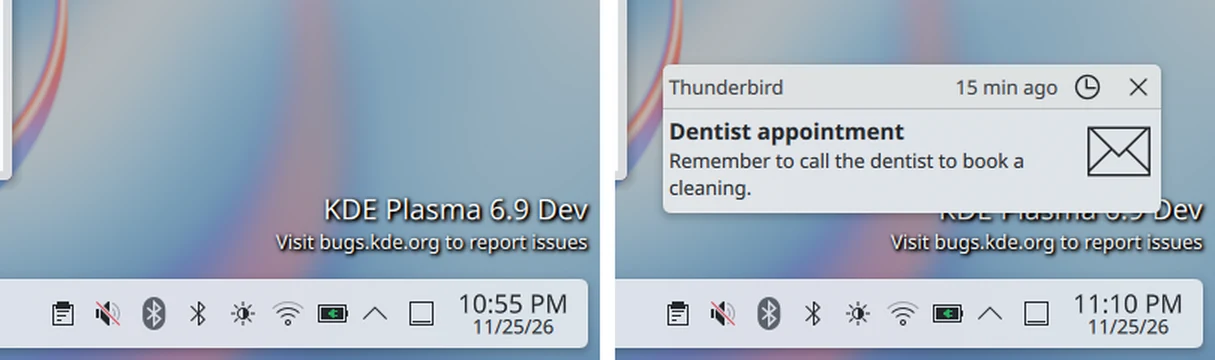 KDE Plasma 6.9 Dev
Visit bugs.kde.org to report issues
10:55 PM
11/25/26
Thunderbird
15 min ago
Dentist appointment
Remember to call the dentist to book a
cleaning.
KDE Plasma 6.9 Dev
Visit bugs.kde.org to report issues
11:10 PM
11/25/26